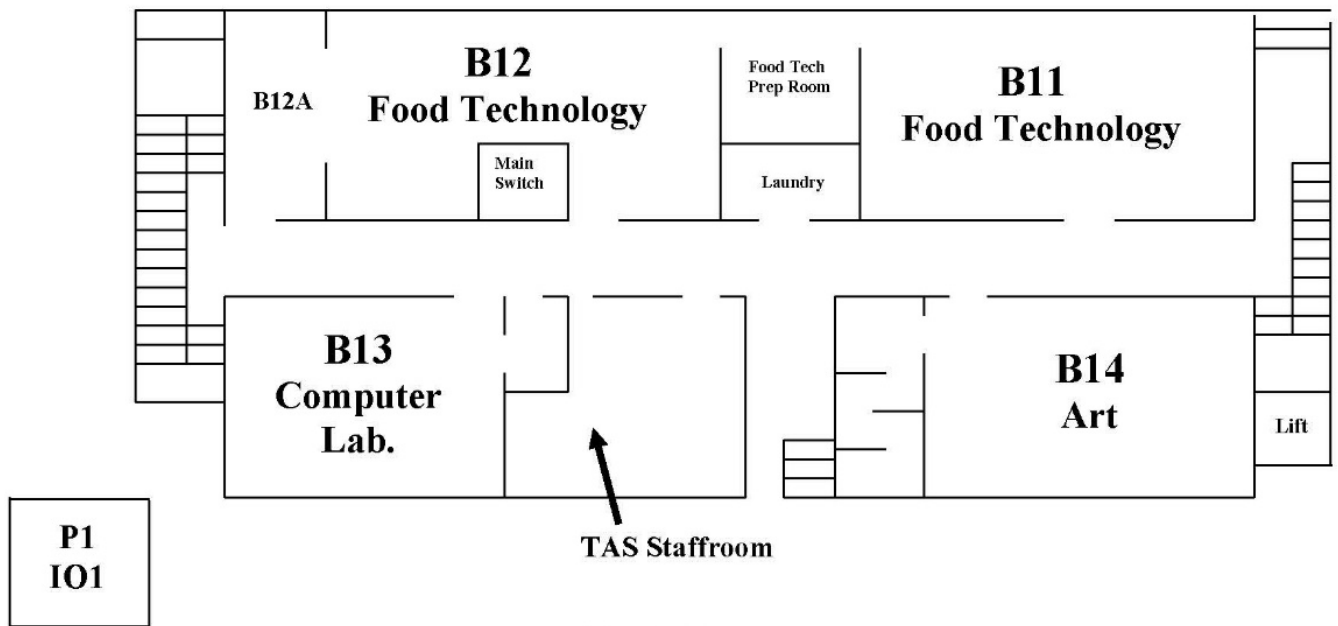 B12A
B12
Food Technology
Main
Switch
Food Tech
Prep Room
Laundry
B11
Food Technology
B13
Computer
Lab.
TAS Staffroom
B14
Art
Lift
P1
IO1